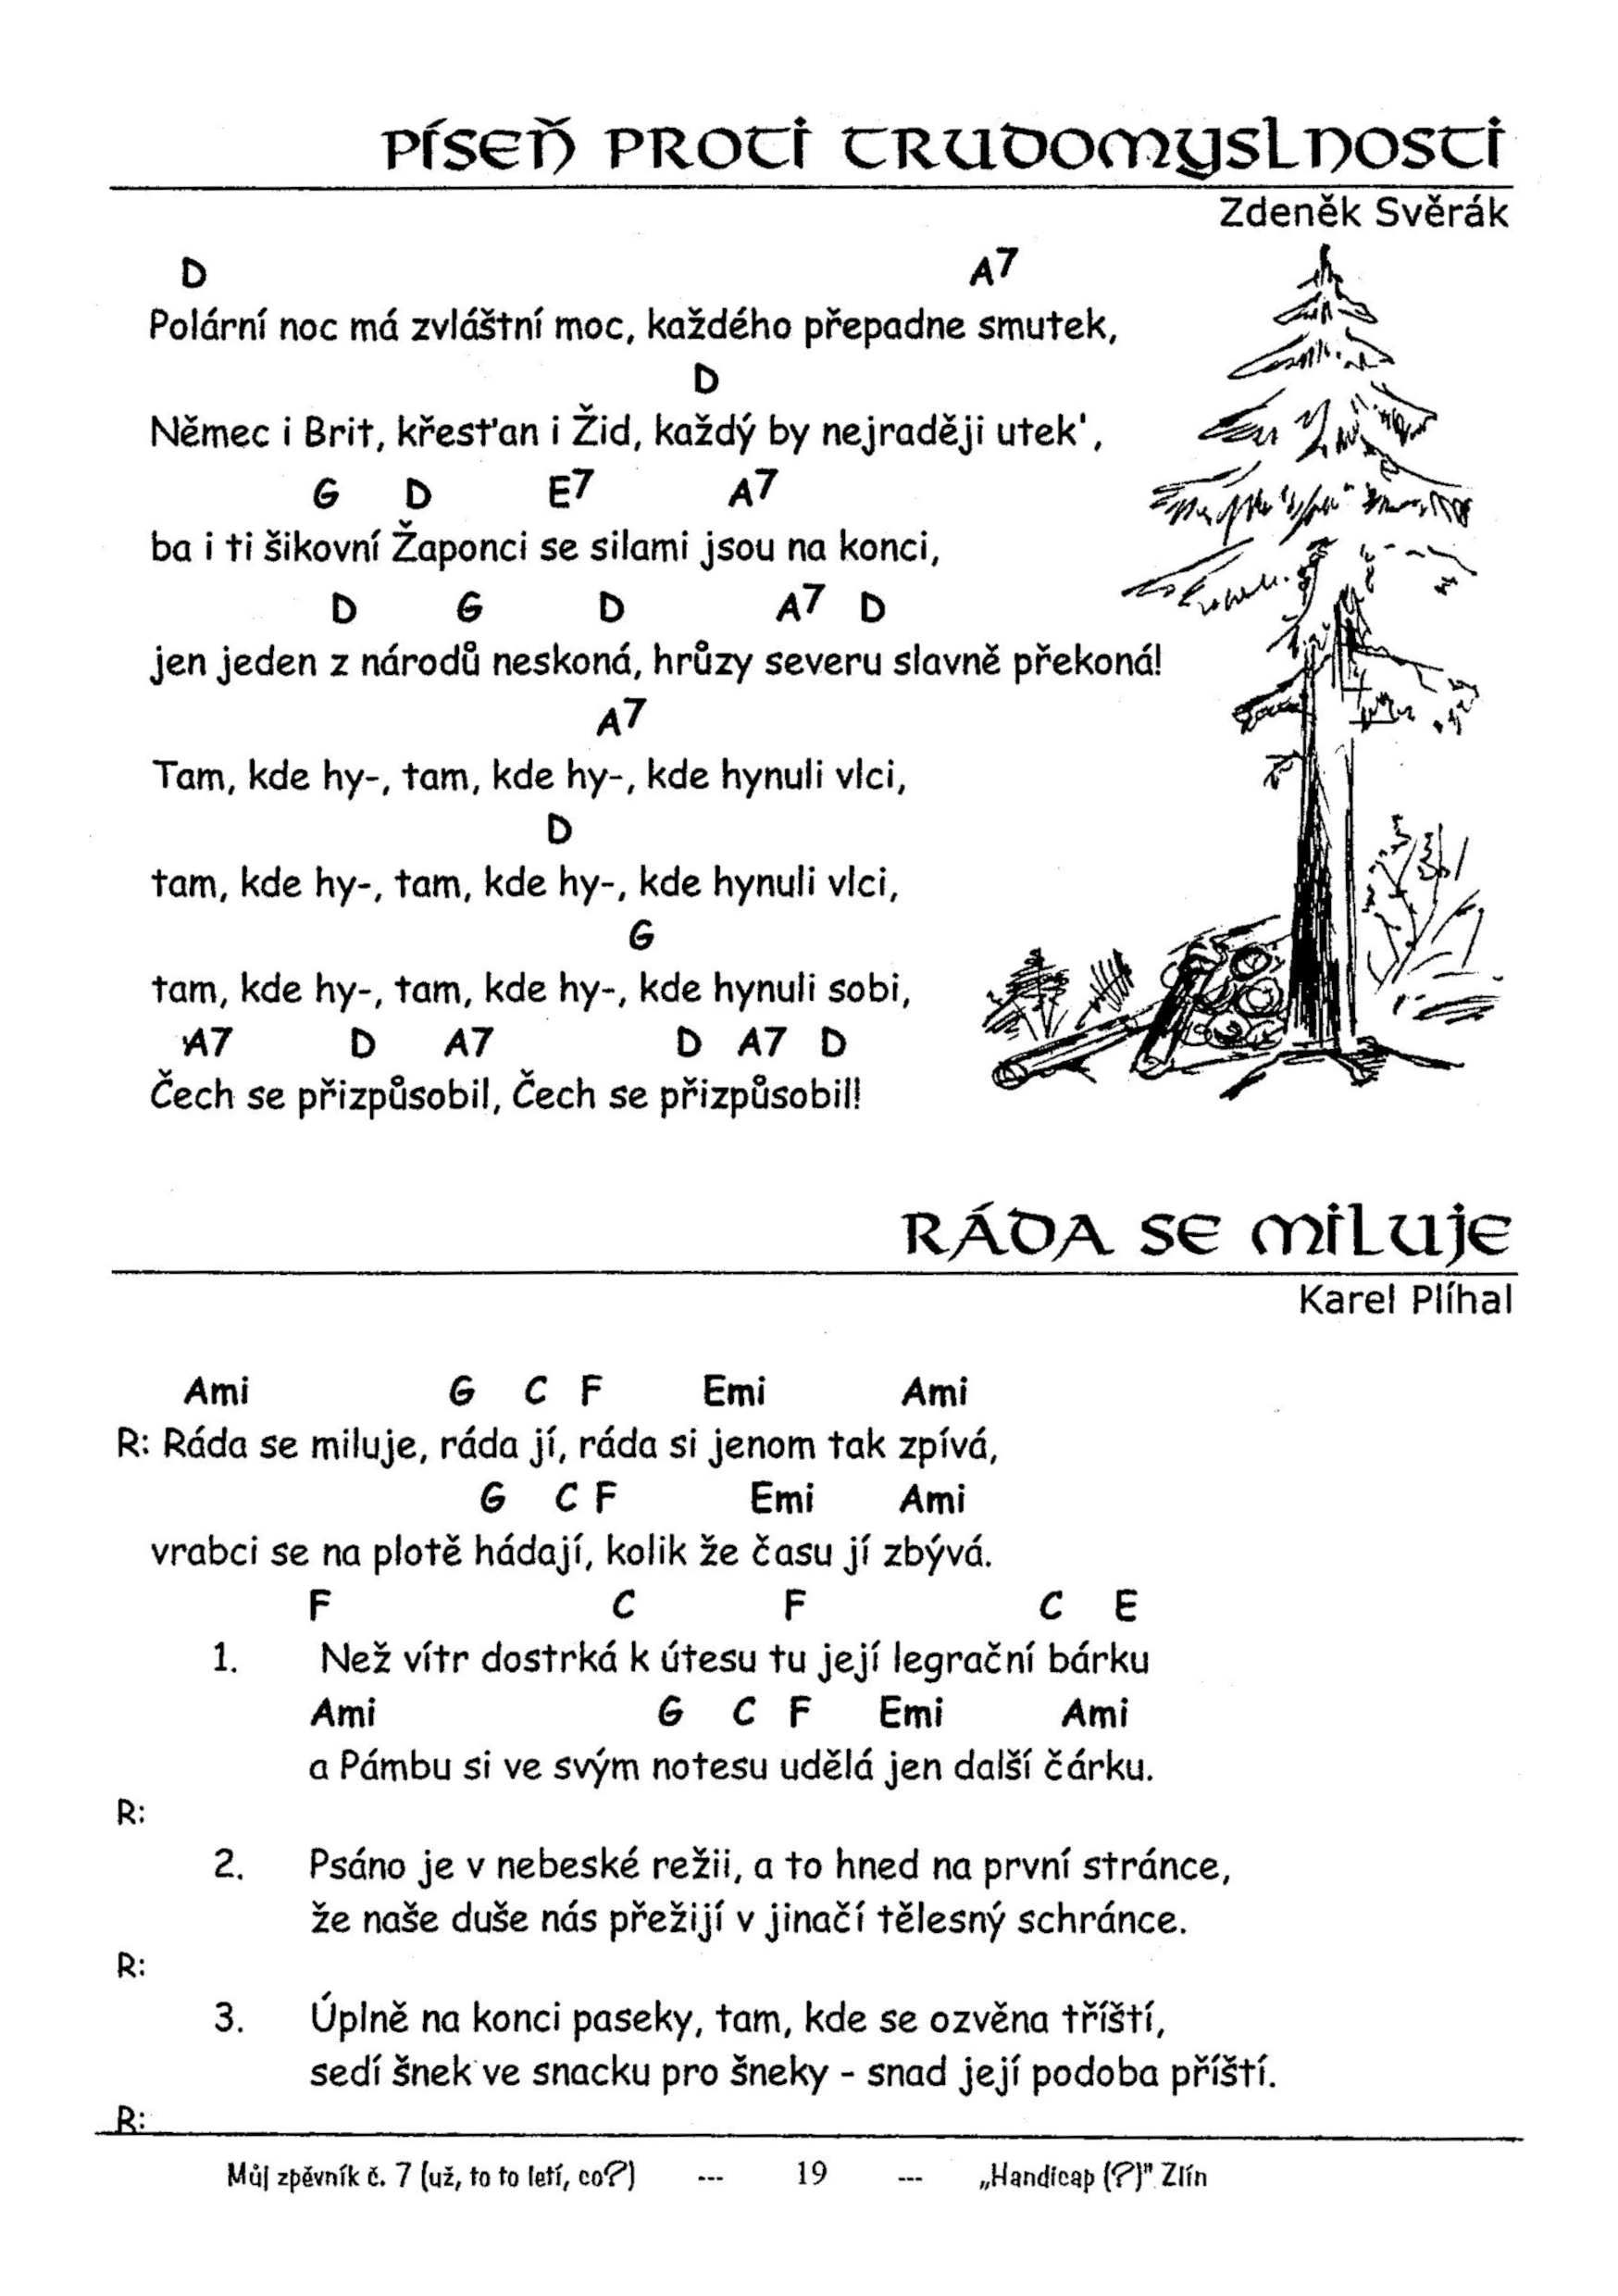 PÍSEŇ PROTI TRUDOMYSLNOSTI
Zdeněk Svěrák
D A7
Polární noc má zvláštní moc, každého přepadne smutek,
D
Němec i Brit, křesťan i Žid, každý by nejraději utek',
G D E7 A7
ba i ti šikovní Žaponci se silami jsou na konci,
D G D A7 D
jen jeden z národů neskoná, hrůzy severu slavně překoná!
A7
Tam, kde hy-, tam, kde hy-, kde hynuli vlci,
D
tam, kde hy-, tam, kde hy-, kde hynuli vlci,
G
tam, kde hy-, tam, kde hy-, kde hynuli sobi,
A7 D A7 D A7 D
Čech se přizpůsobil, Čech se přizpůsobil!
RÁDA SE MILUJE
Karel Plíhal
Ami G C F Emi Ami
R: Ráda se miluje, ráda jí, ráda si jenom tak zpívá,
G C F Emi Ami
vrabci se na plotě hádají, kolik že času jí zbývá.
F C F C E
1. Než vítr dostrká k útesu tu její legrační bárku
Ami G C F Emi Ami
a Pámbu si ve svým notesu udělá jen další čárku.
R:
2. Psáno je v nebeské režii, a to hned na první stránce,
že naše duše nás přežijí v jinačí tělesný schránce.
R:
3. Úplně na konci paseky, tam, kde se ozvěna tříští,
sedí šnek ve snacku pro šneky - snad její podoba příští.
R:
Můj zpěvník č. 7 (už, to to letí, co?) --- 19 --- „Handicap (?)" Zlín